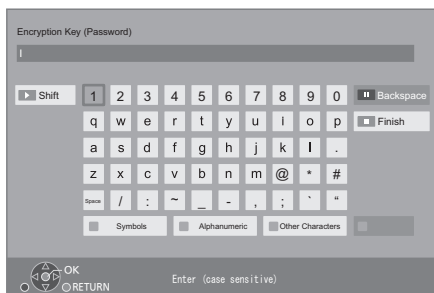 Encryption Key (Password)
I
Shift 1 2 3 4 5 6 7 8 9 0 Backspace
q w e r t y u i o p Finish
a s d f g h j k l .
z x c v b n m @ * #
Space / : ~ _ - , ; ` “
Symbols Alphanumeric Other Characters
OK
RETURN Enter (case sensitive)